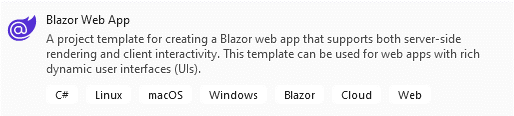 Blazor Web App
A project template for creating a Blazor web app that supports both server-side
rendering and client interactivity. This template can be used for web apps with rich
dynamic user interfaces (UIs).
C# Linux macOS Windows Blazor Cloud Web